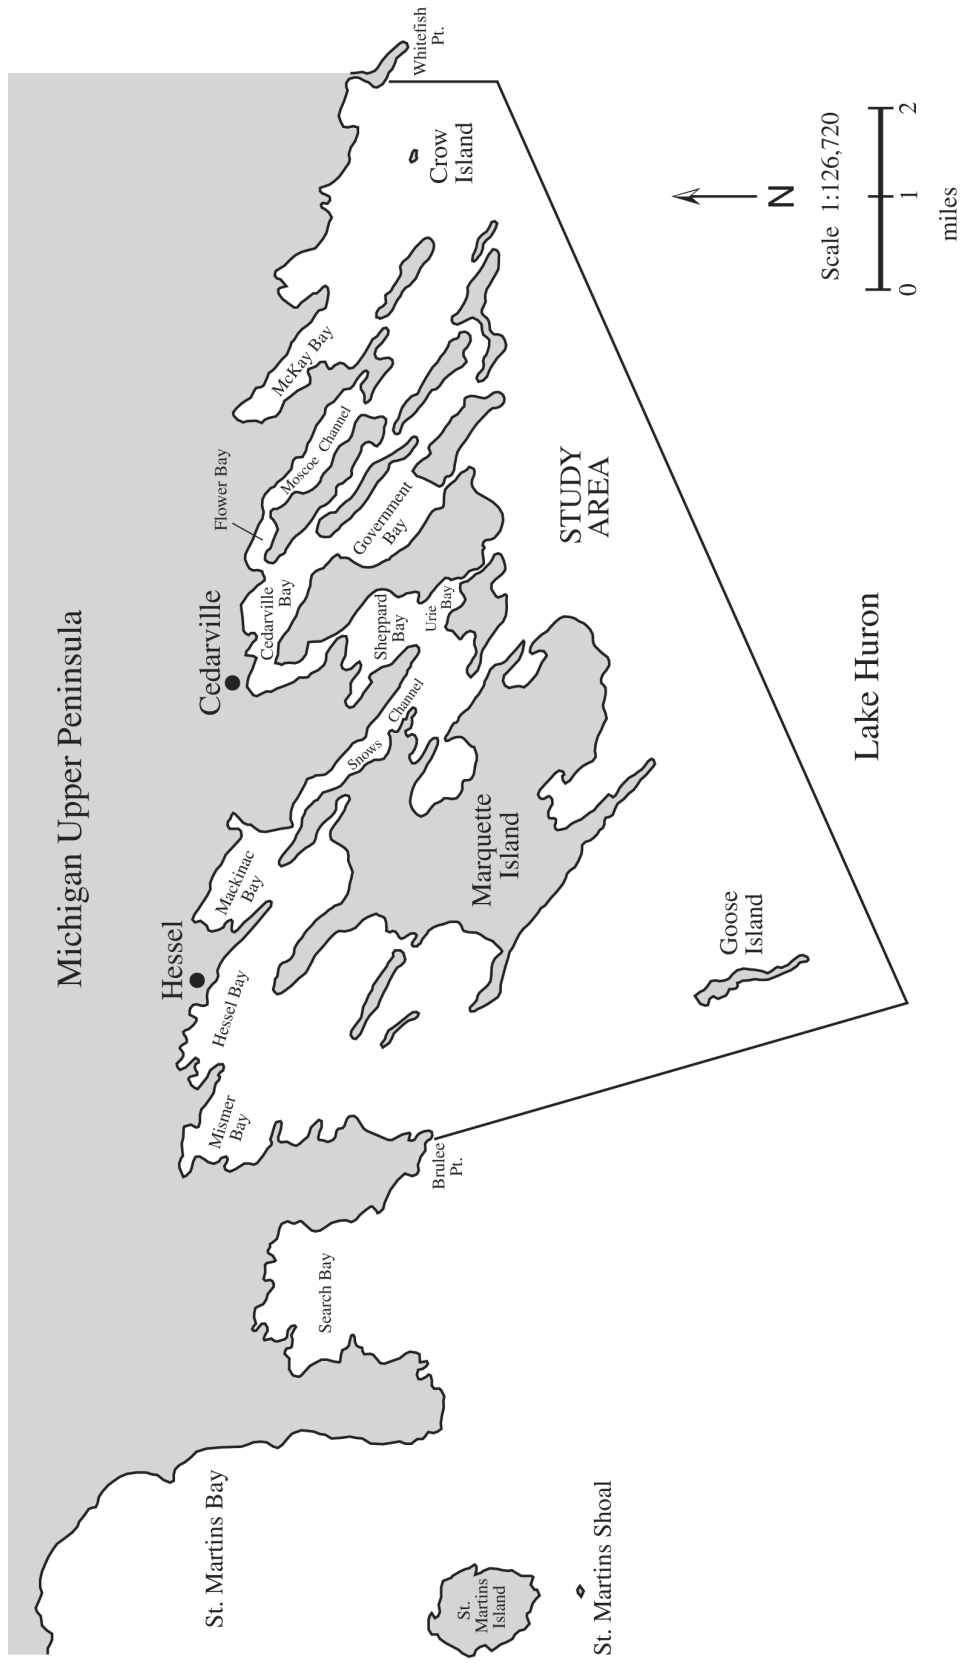 Michigan Upper Peninsula
St. Martins Bay
St.
Martins
Island
St. Martins Shoal
Search Bay
Brulee
Pt.
Mismer
Bay
Hessel Bay
Hessel
Mackinac
Bay
Marquette
Island
Goose
Island
Snows
Channel
Cedarville
Cedarville
Bay
Sheppard
Bay
Urie
Bay
Flower Bay
Government
Bay
Moscoe Channel
McKay Bay
STUDY
AREA
Lake Huron
Crow
Island
Whitefish
Pt.
N
Scale 1:126,720
0 1 2
miles